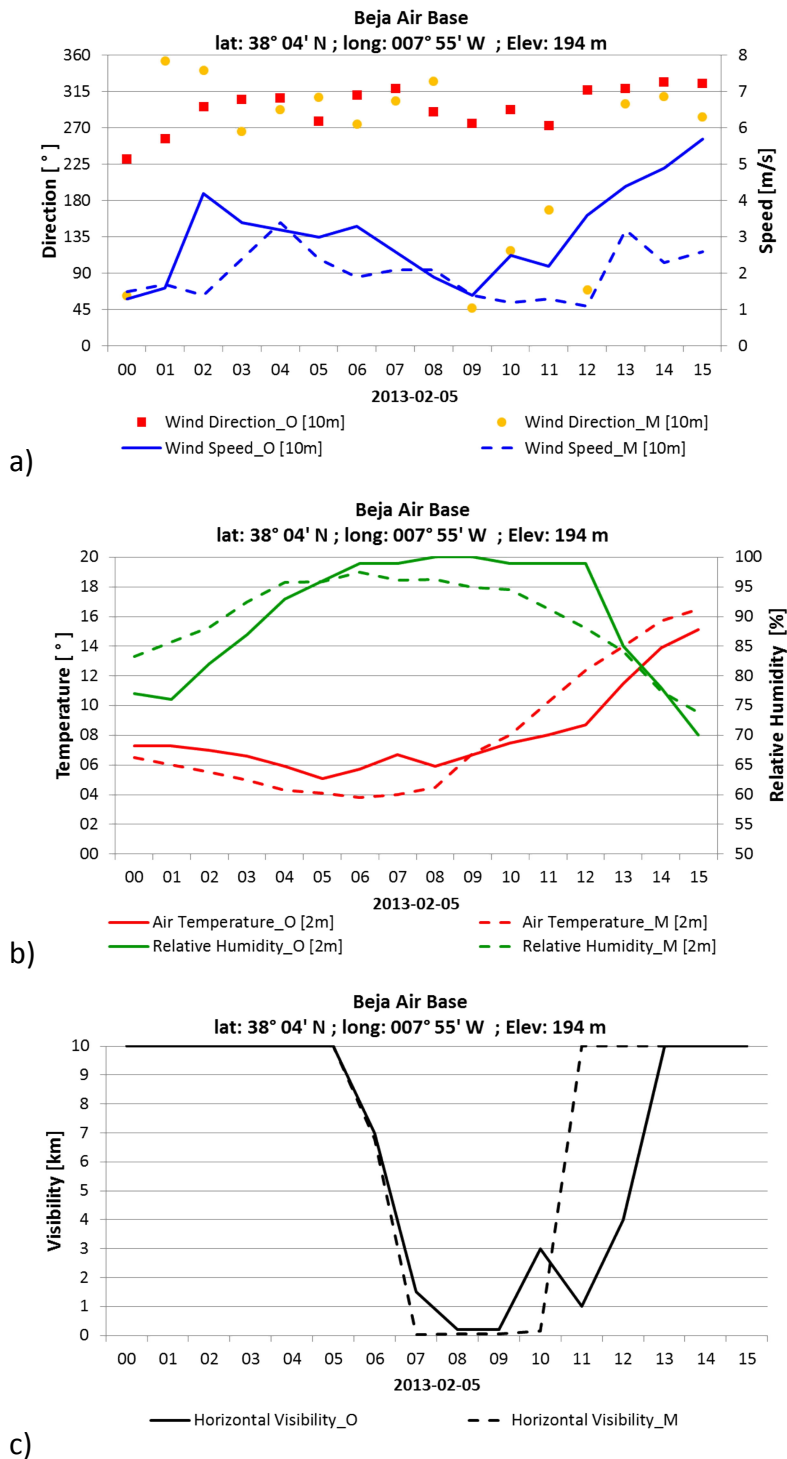 a)
Beja Air Base
lat: 38° 04' N ; long: 007° 55' W ; Elev: 194 m
Direction [ ° ]
360
315
270
225
180
135
90
45
0
Speed [m/s]
8
7
6
5
4
3
2
1
0
00 01 02 03 04 05 06 07 08 09 10 11 12 13 14 15
2013-02-05
Wind Direction_O [10m] Wind Direction_M [10m]
Wind Speed_O [10m] Wind Speed_M [10m]
b)
Beja Air Base
lat: 38° 04' N ; long: 007° 55' W ; Elev: 194 m
Temperature [ ° ]
20
18
16
14
12
10
08
06
04
02
00
Relative Humidity [%]
100
95
90
85
80
75
70
65
60
55
50
00 01 02 03 04 05 06 07 08 09 10 11 12 13 14 15
2013-02-05
Air Temperature_O [2m] Air Temperature_M [2m]
Relative Humidity_O [2m] Relative Humidity_M [2m]
c)
Beja Air Base
lat: 38° 04' N ; long: 007° 55' W ; Elev: 194 m
Visibility [km]
10
9
8
7
6
5
4
3
2
1
0
00 01 02 03 04 05 06 07 08 09 10 11 12 13 14 15
2013-02-05
Horizontal Visibility_O Horizontal Visibility_M